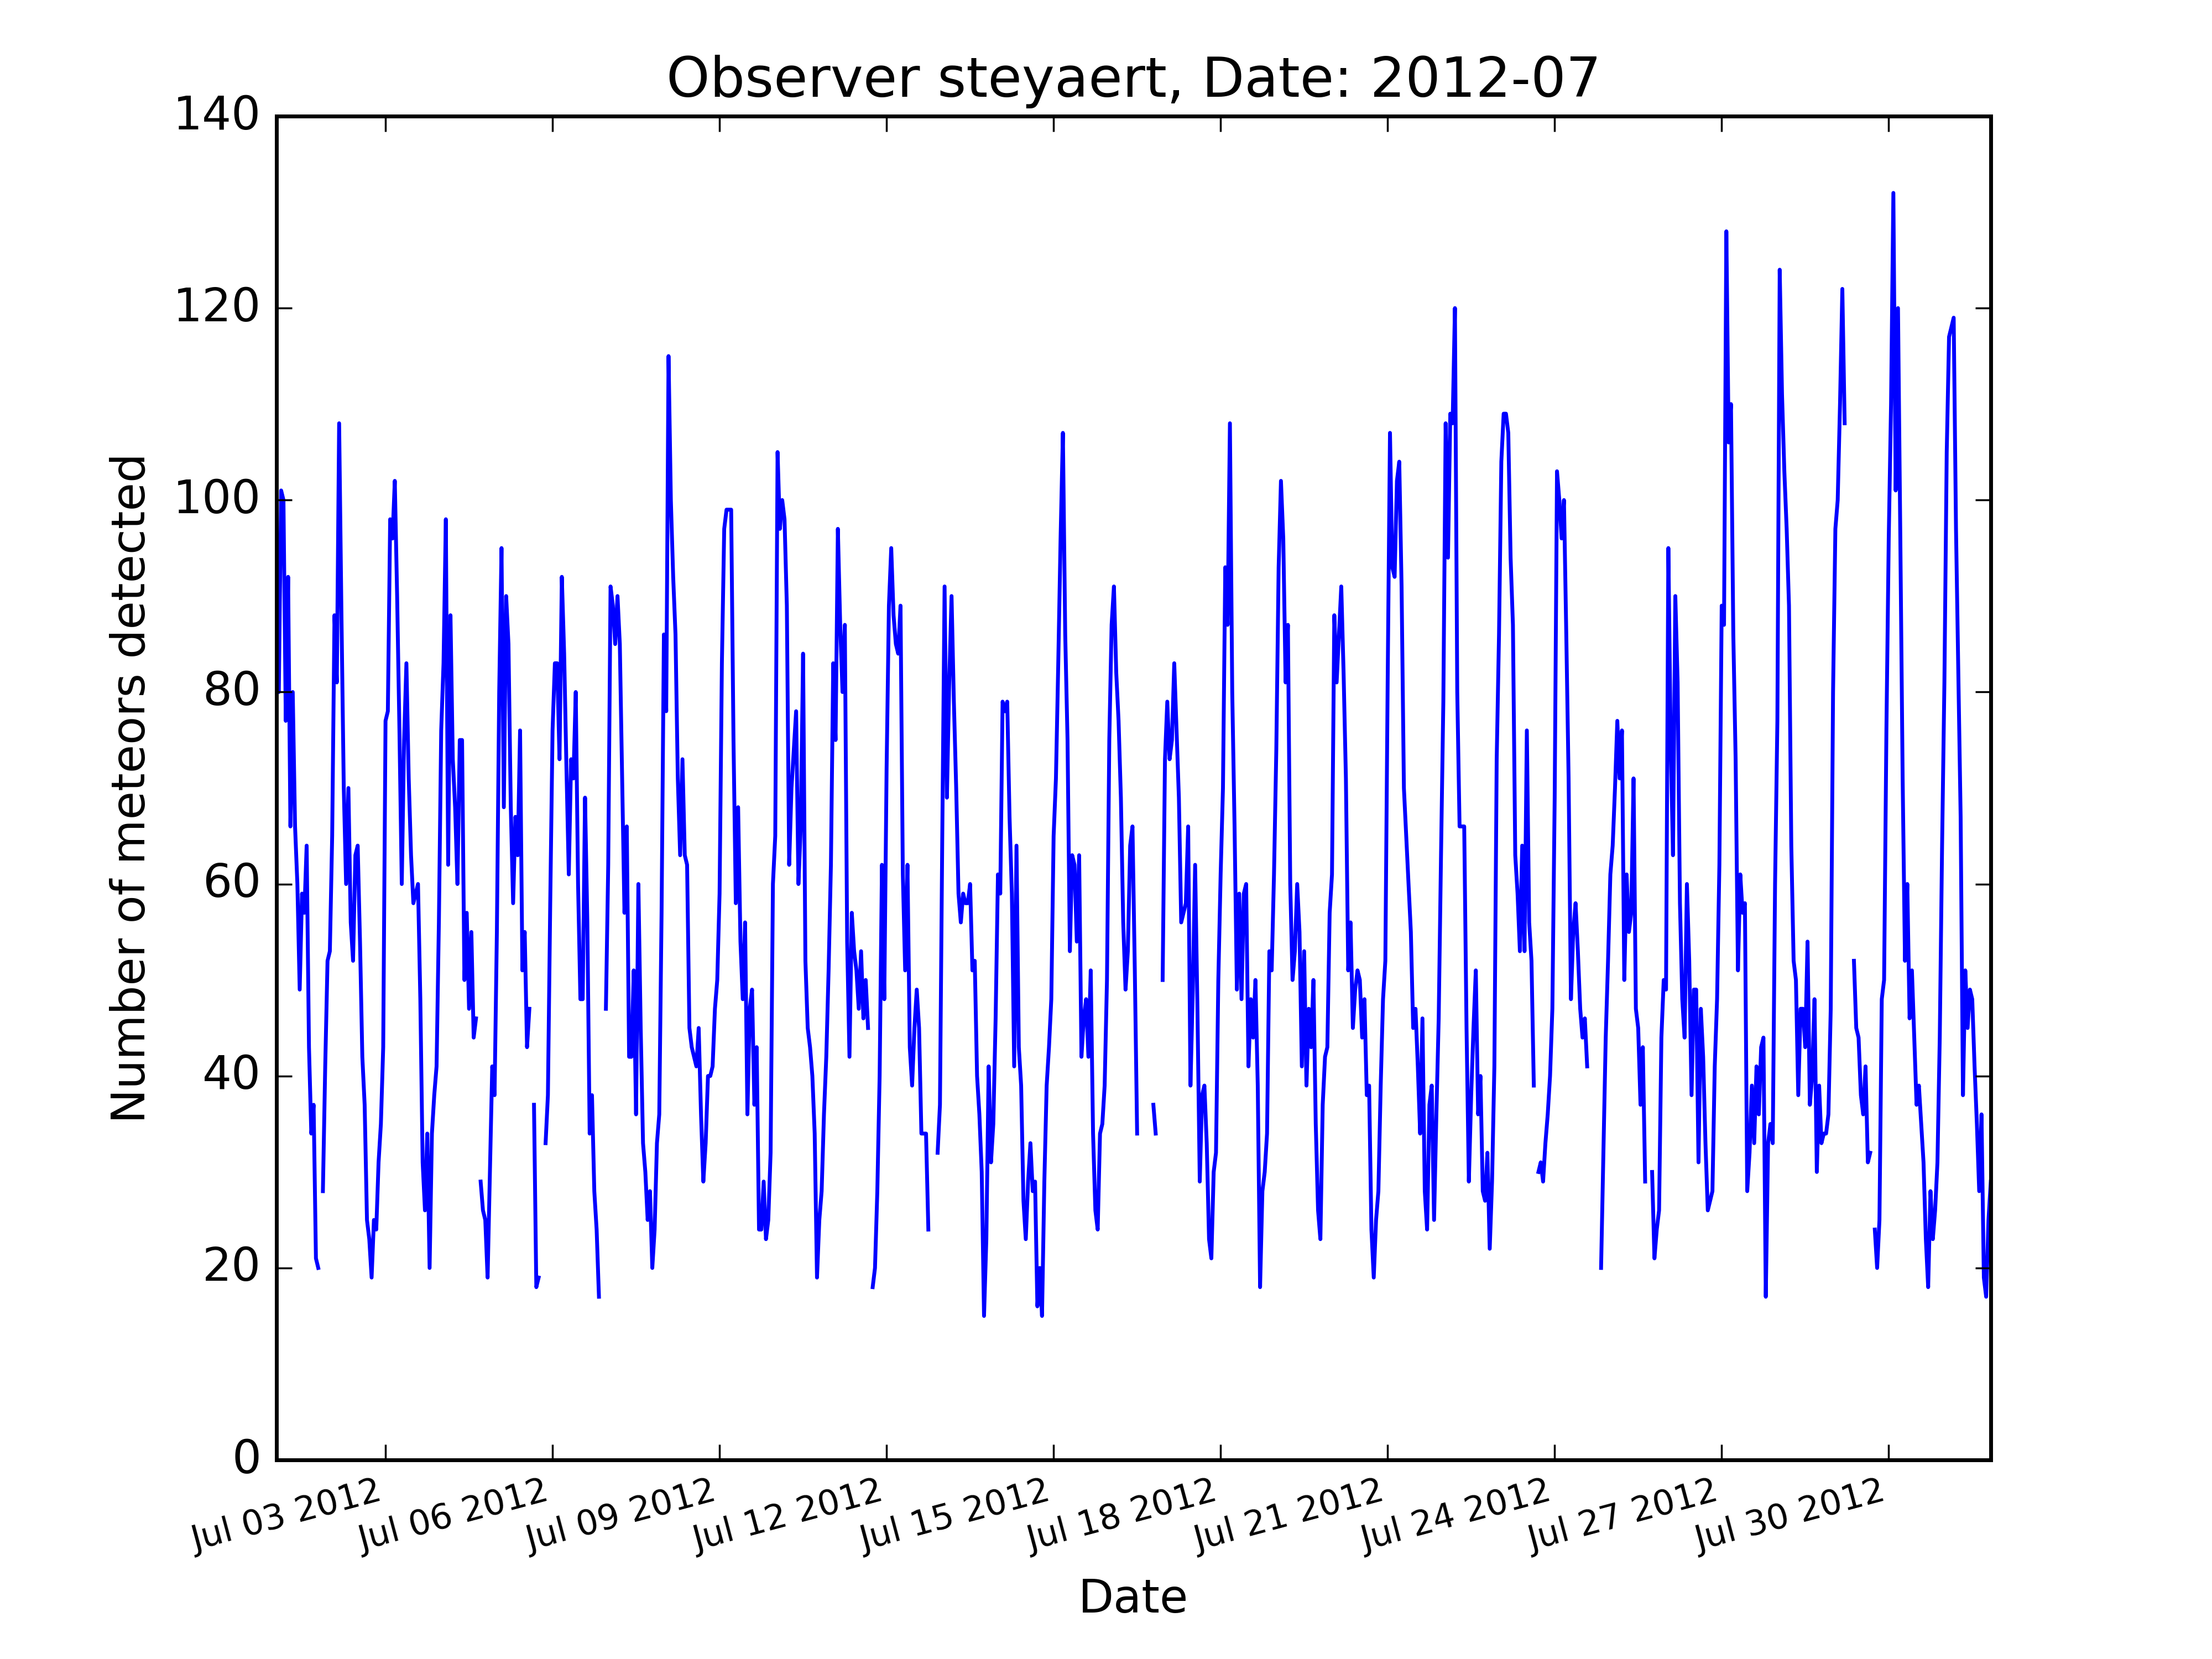 Observer steyaert, Date: 2012-07
Number of meteors detected
140
120
100
80
60
40
20
0
Jul 03 2012
Jul 06 2012
Jul 09 2012
Jul 12 2012
Jul 15 2012
Jul 18 2012
Jul 21 2012
Jul 24 2012
Jul 27 2012
Jul 30 2012
Date